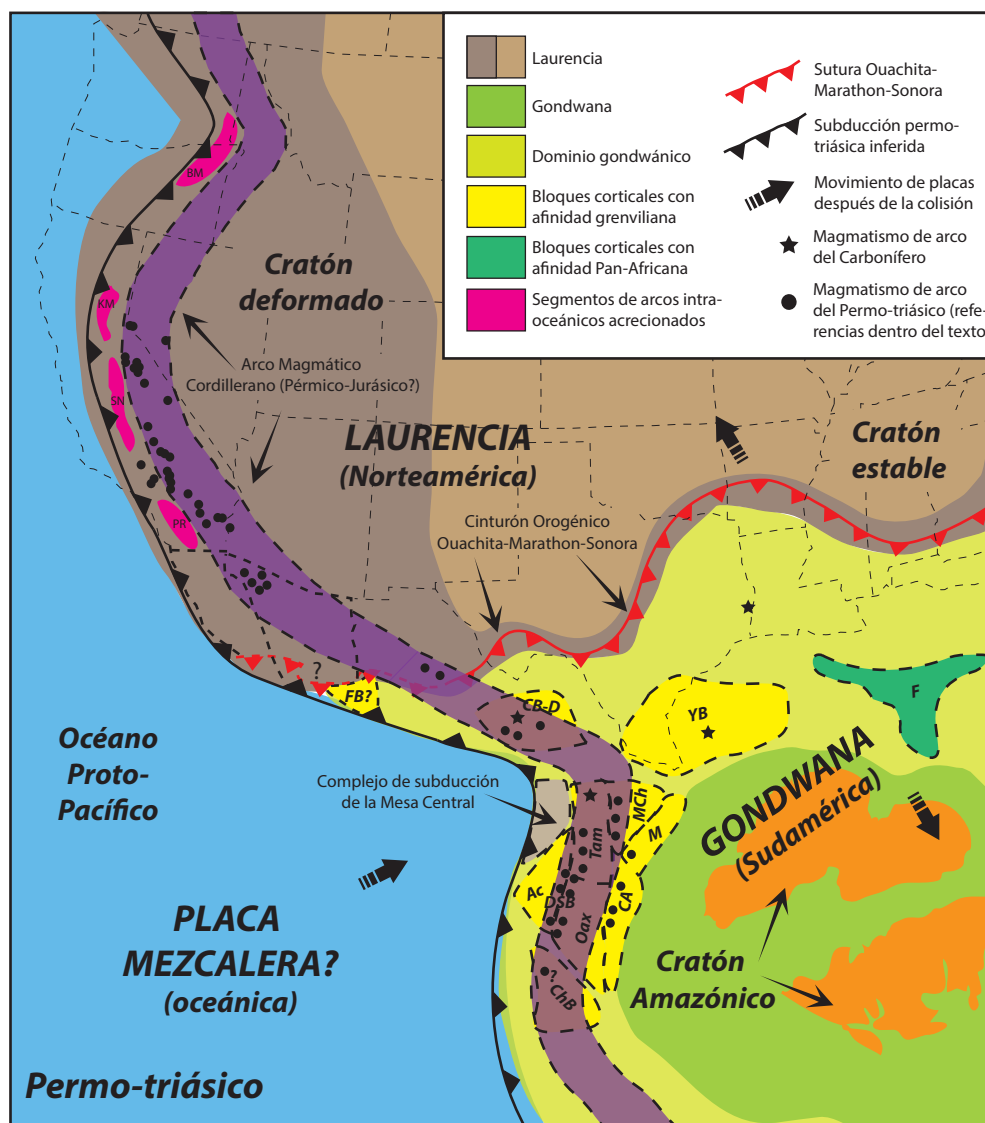 Laurencia
Gondwana
Dominio gondwánico
Bloques corticales con
afinidad grenviliana
Bloques corticales con
afinidad Pan-Africana
Segmentos de arcos intra-
oceánicos acrecionados
Sutura Ouachita-
Marathon-Sonora
Subducción permo-
triásica inferida
Movimiento de placas
después de la colisión
Magmatismo de arco
del Carbonífero
Magmatismo de arco
del Permo-triásico (refe-
rencias dentro del texto
BM
Cratón
deformado
KM
Arco Magmático
Cordillerano (Pérmico-Jurásico?)
SN
LAURENCIA
(Norteamérica)
Cratón
estable
PR
Cinturón Orogénico
Ouachita-Marathon-Sonora
?
FB?
CB-D
YB
F
Océano
Proto-
Pacífico
Complejo de subducción
de la Mesa Central
GONDWANA
(Sudamérica)
MCh
M
Tam
Ac
DSB
Oax
CA
PLACA
MEZCALERA?
(oceánica)
?
ChB
Cratón
Amazónico
Permo-triásico